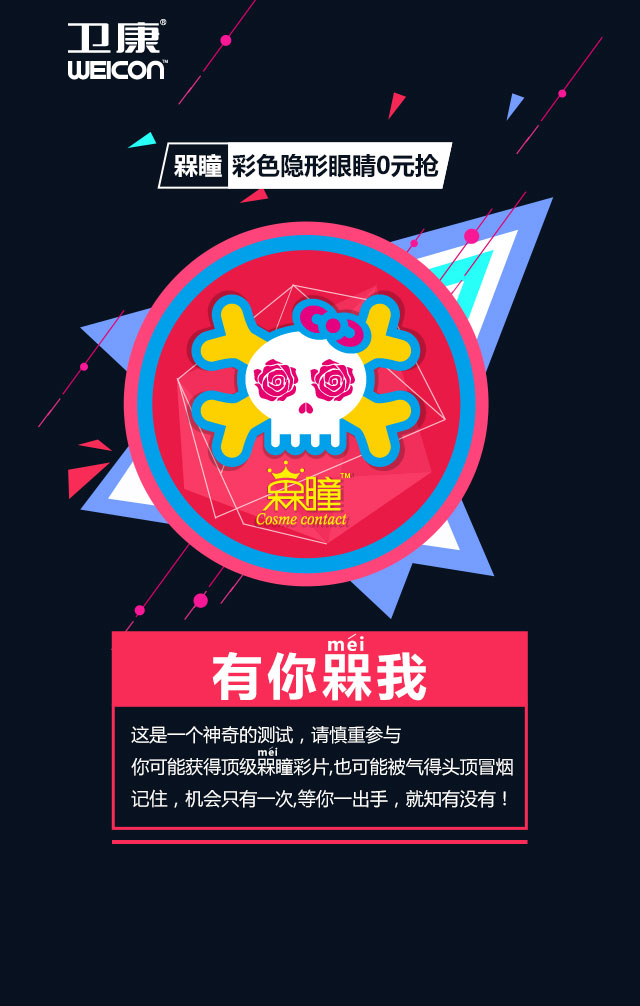 卫康®
WEICON™
槑瞳 彩色隐形眼睛0元抢
槑瞳™
Cosme contact
méi
有你槑我
这是一个神奇的测试，请慎重参与
méi
你可能获得顶级槑瞳彩片,也可能被气得头顶冒烟
记住，机会只有一次,等你一出手，就知有没有！